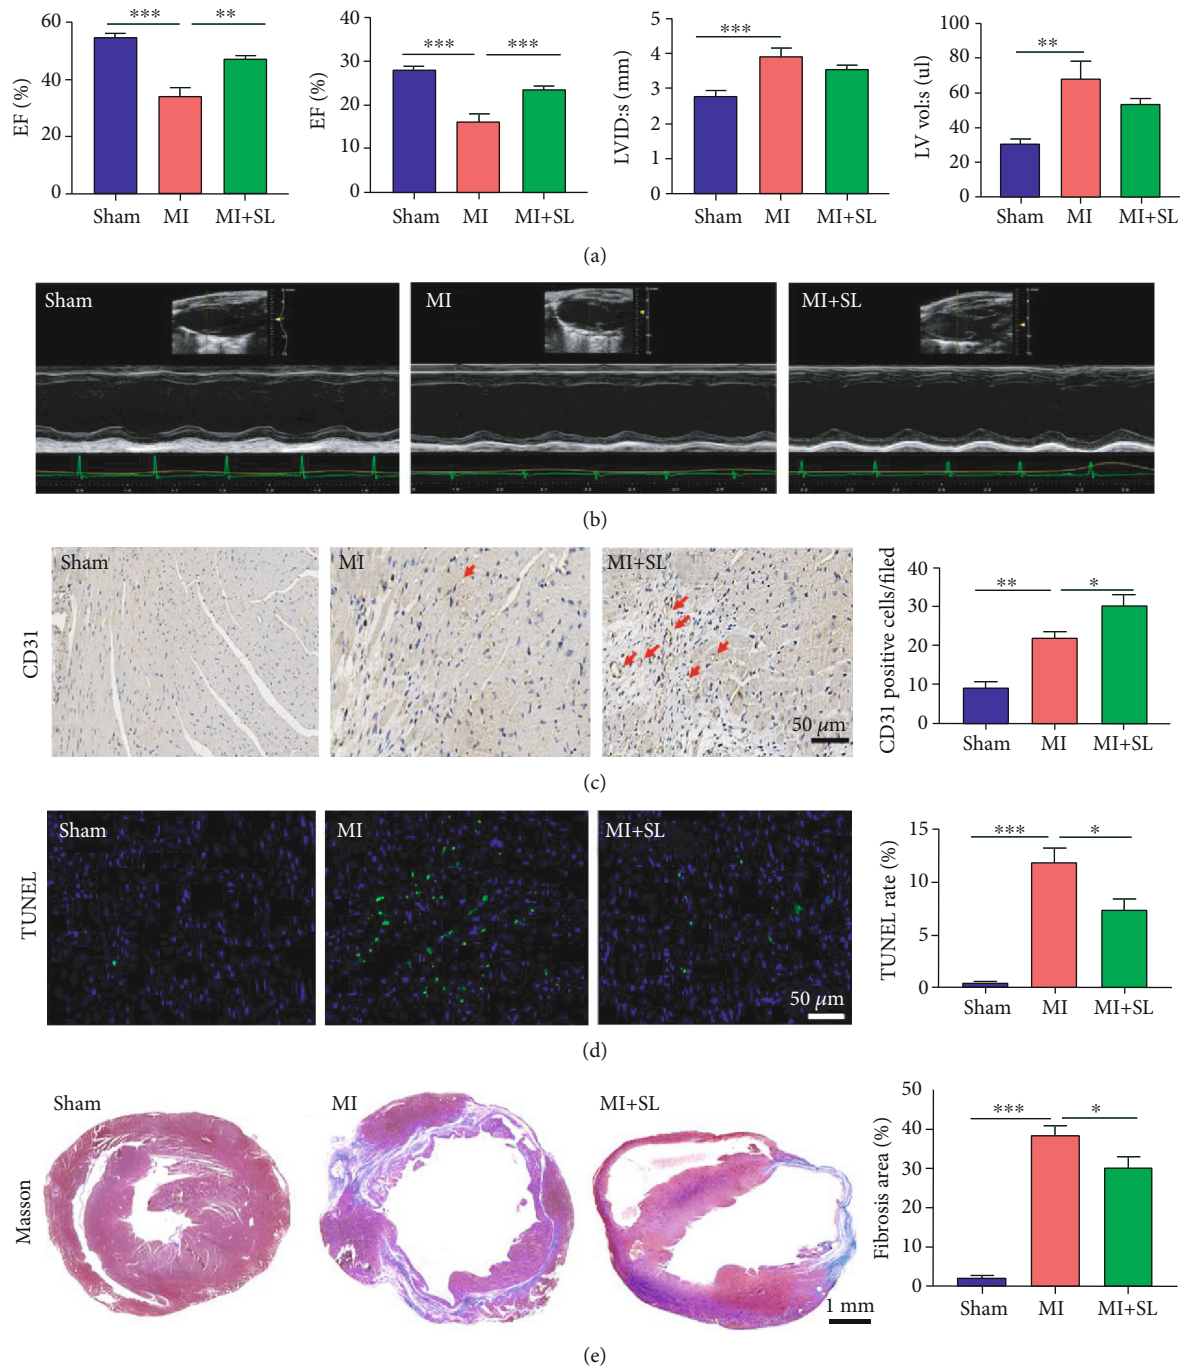 EF (%)
60
40
20
0
***
**
Sham
MI
MI+SL
EF (%)
40
30
20
10
0
***
***
Sham
MI
MI+SL
LVID:s (mm)
5
4
3
2
1
0
***
Sham
MI
MI+SL
LV vol:s (ul)
100
80
60
40
20
0
**
Sham
MI
MI+SL
(a)
Sham
MI
MI+SL
(b)
CD31
Sham
MI
MI+SL
50 μm
CD31 positive cells/filed
40
30
20
10
0
**
*
Sham
MI
MI+SL
(c)
TUNEL
Sham
MI
MI+SL
50 μm
TUNEL rate (%)
15
10
5
0
***
*
Sham
MI
MI+SL
(d)
Masson
Sham
MI
MI+SL
1 mm
Fibrosis area (%)
50
40
30
20
10
0
***
*
Sham
MI
MI+SL
(e)